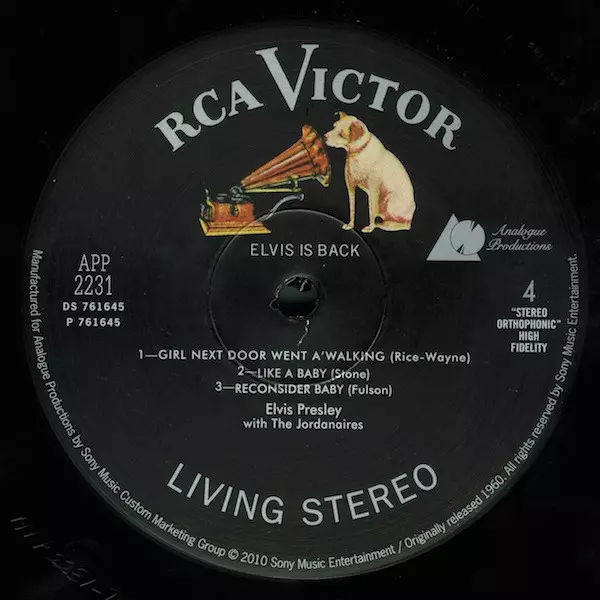 RCA VICTOR
ELVIS IS BACK
Analogue
Productions
APP
2231
DS 761645
P 761645
4
"STEREO
ORTHOPHONIC"
HIGH
FIDELITY
1—GIRL NEXT DOOR WENT A'WALKING (Rice-Wayne)
2—LIKE A BABY (Stone)
3—RECONSIDER BABY (Fulson)
Elvis Presley
with The Jordanaires
LIVING STEREO
Manufactured for Analogue Productions by Sony Music Custom Marketing Group © 2010 Sony Music Entertainment / Originally released 1960. All rights reserved by Sony Music Entertainment.